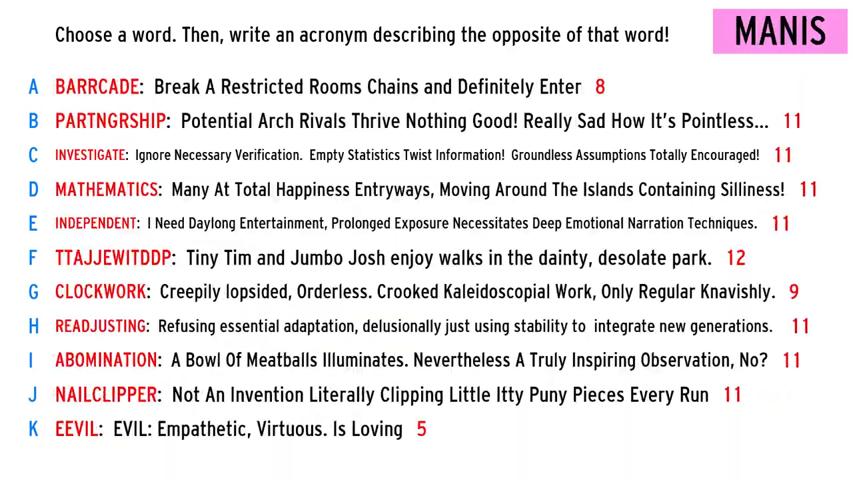 Choose a word. Then, write an acronym describing the opposite of that word!
MANIS
A BARRCADE: Break A Restricted Rooms Chains and Definitely Enter 8
B PARTNGRSHIP: Potential Arch Rivals Thrive Nothing Good! Really Sad How It's Pointless... 11
C INVESTIGATE: Ignore Necessary Verification. Empty Statistics Twist Information! Groundless Assumptions Totally Encouraged! 11
D MATHEMATICS: Many At Total Happiness Entryways, Moving Around The Islands Containing Silliness! 11
E INDEPENDENT: I Need Daylong Entertainment, Prolonged Exposure Necessitates Deep Emotional Narration Techniques. 11
F TTAJJEWITDDP: Tiny Tim and Jumbo Josh enjoy walks in the dainty, desolate park. 12
G CLOCKWORK: Creepily lopsided, Orderless. Crooked Kaleidoscopial Work, Only Regular Knavishly. 9
H READJUSTING: Refusing essential adaptation, delusionally just using stability to integrate new generations. 11
I ABOMINATION: A Bowl Of Meatballs Illuminates. Nevertheless A Truly Inspiring Observation, No? 11
J NAILCLIPPER: Not An Invention Literally Clipping Little Itty Puny Pieces Every Run 11
K EEVIL: EVIL: Empathetic, Virtuous. Is Loving 5